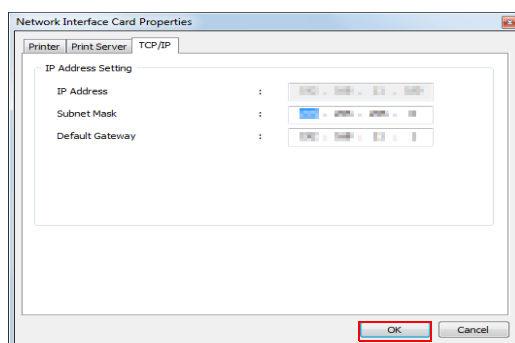 Network Interface Card Properties
Printer Print Server TCP/IP
IP Address Setting
IP Address :
Subnet Mask :
Default Gateway :
OK Cancel